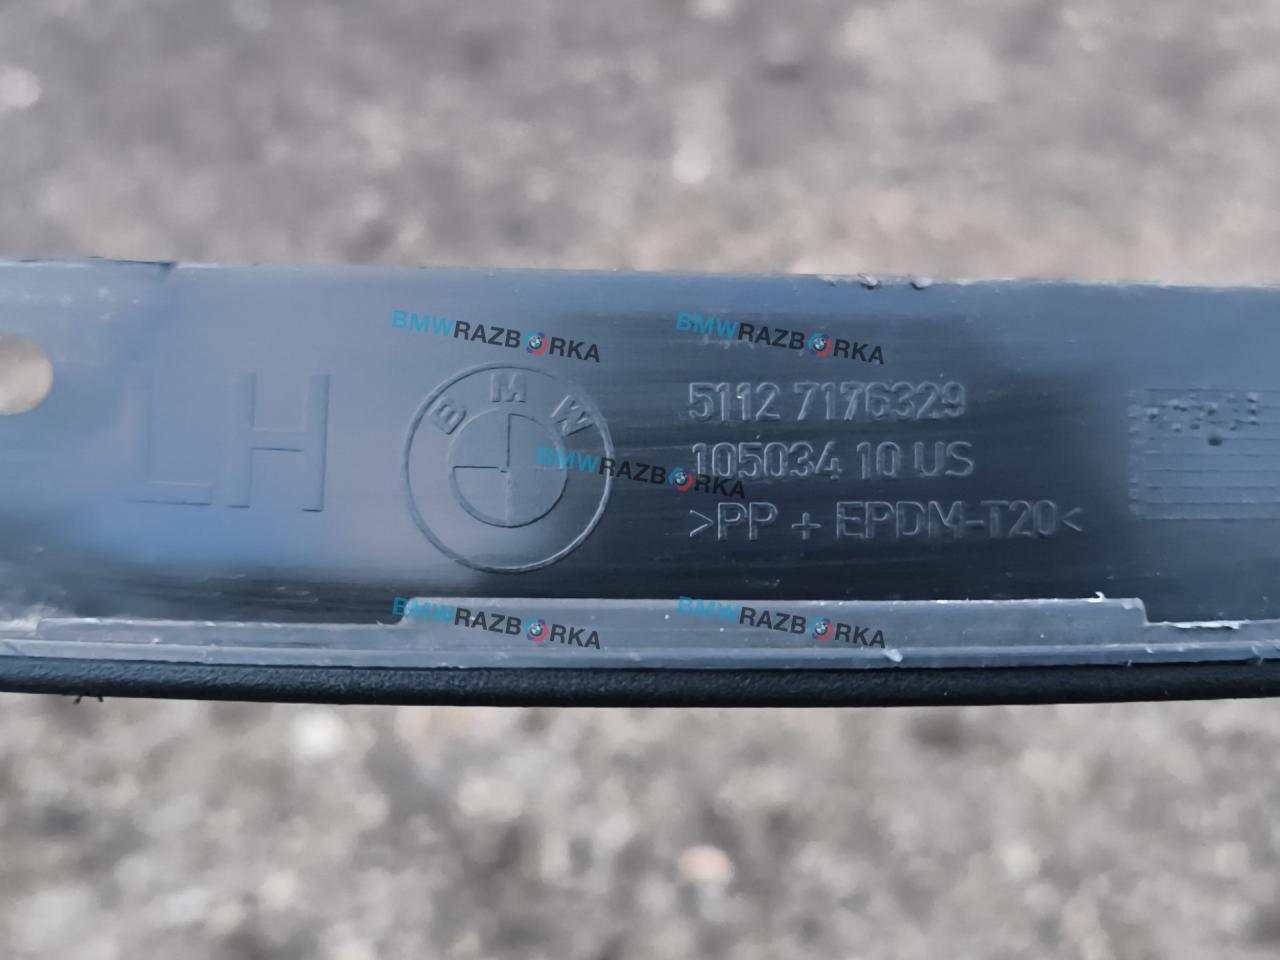 BMWRAZBORKA
BMWRAZBORKA
LH
BMW
5112 7176329
105034 10 US
>PP + EPDM-T20<
BMWRAZBORKA
BMWRAZBORKA
BMWRAZBORKA